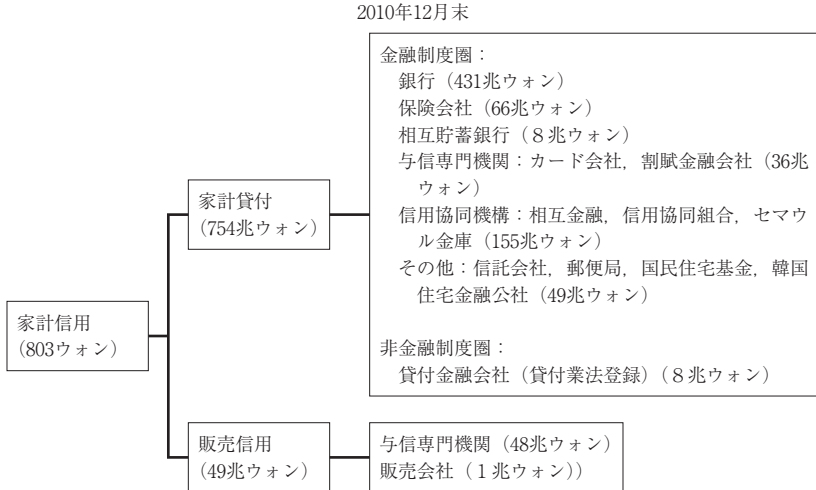 2010年12月末
金融制度圏：
銀行（431兆ウォン）
保険会社（66兆ウォン）
相互貯蓄銀行（８兆ウォン）
与信専門機関：カード会社，割賦金融会社（36兆
ウォン）
信用協同機構：相互金融，信用協同組合，セマウ
ル金庫（155兆ウォン）
その他：信託会社，郵便局，国民住宅基金，韓国
住宅金融公社（49兆ウォン）
非金融制度圏：
貸付金融会社（貸付業法登録）（８兆ウォン）
家計貸付
（754兆ウォン）
家計信用
（803ウォン）
販売信用
（49兆ウォン）
与信専門機関（48兆ウォン）
販売会社（１兆ウォン））